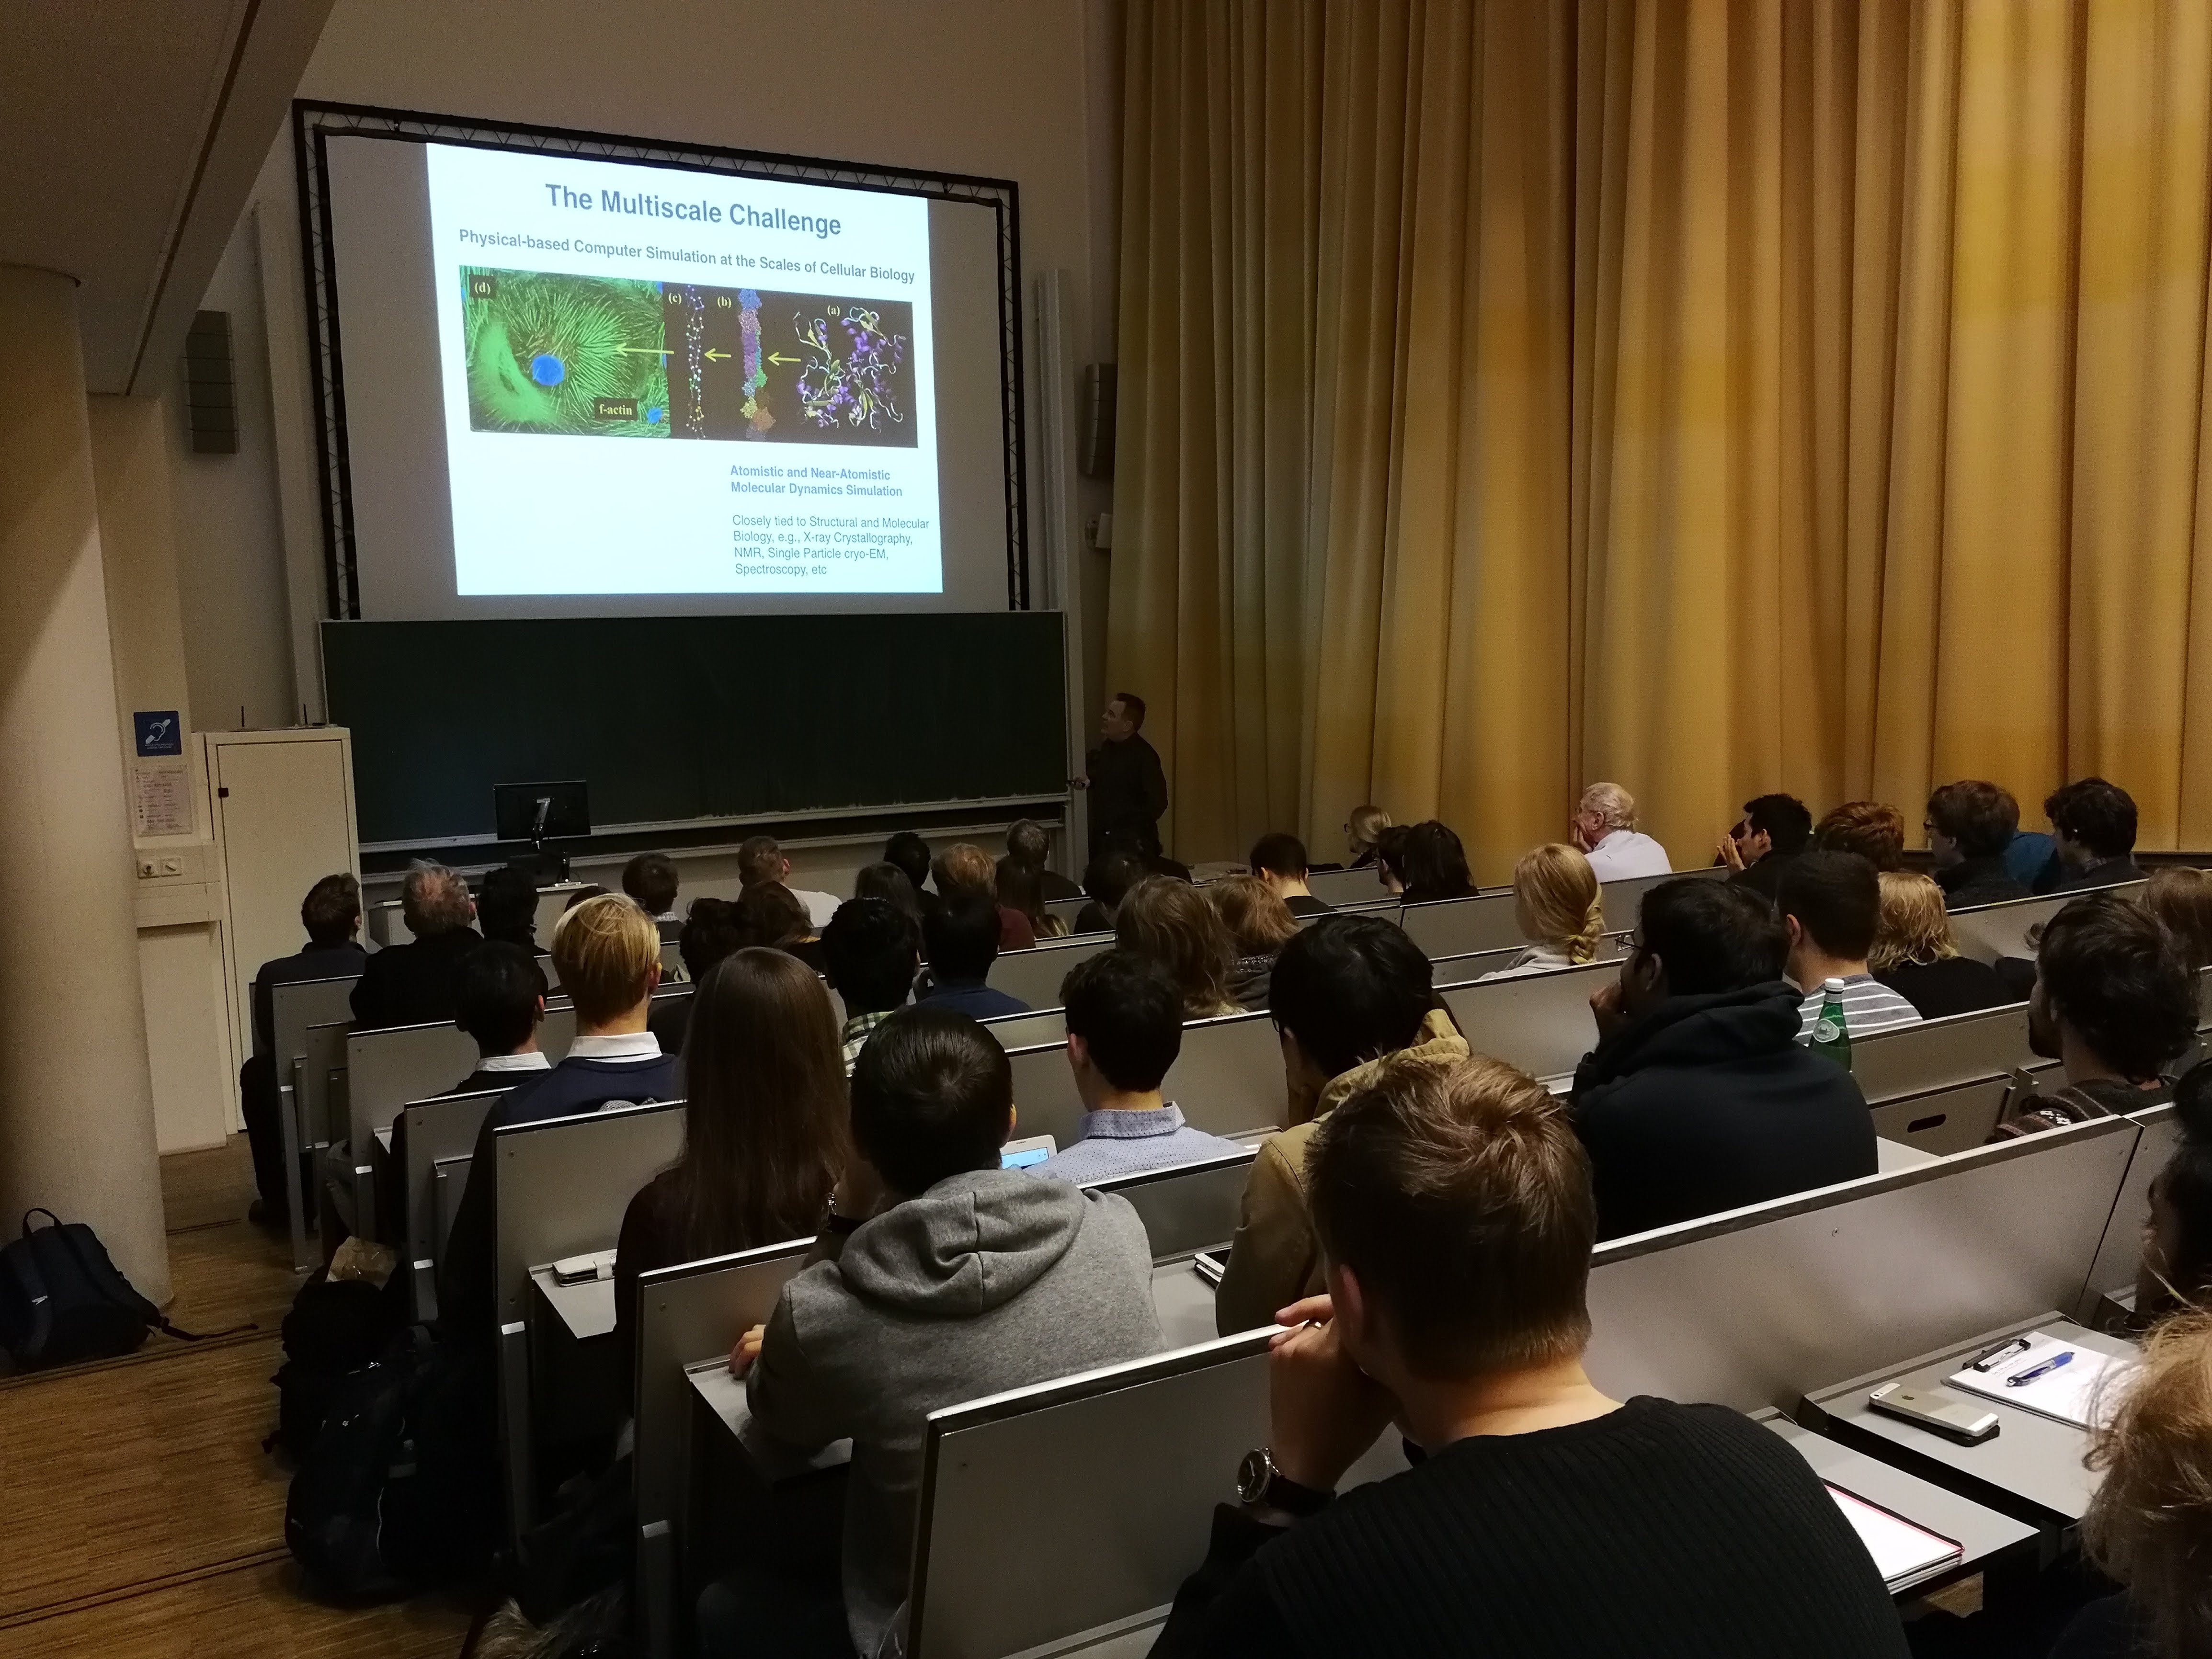 The Multiscale Challenge
Physical-based Computer Simulation at the Scales of Cellular Biology
(d)
(c)
(b)
(a)
f-actin
Atomistic and Near-Atomistic
Molecular Dynamics Simulation
Closely tied to Structural and Molecular
Biology, e.g., X-ray Crystallography,
NMR, Single Particle cryo-EM,
Spectroscopy, etc